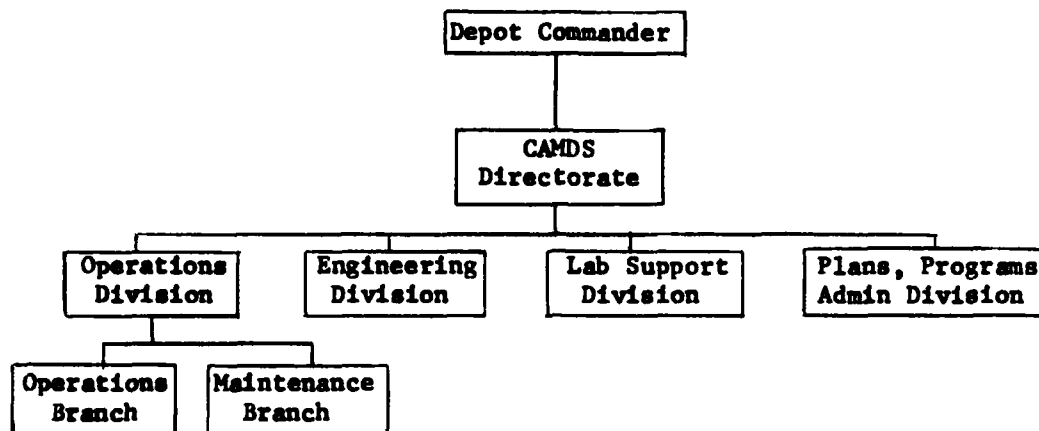 Depot Commander
CAMDS
Directorate
Operations
Division
Engineering
Division
Lab Support
Division
Plans, Programs
Admin Division
Operations
Branch
Maintenance
Branch